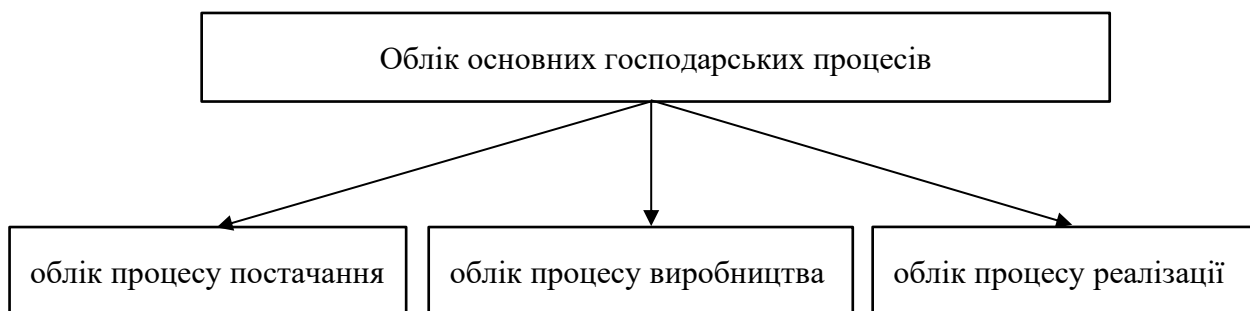 Облік основних господарських процесів
облік процесу постачання
облік процесу виробництва
облік процесу реалізації